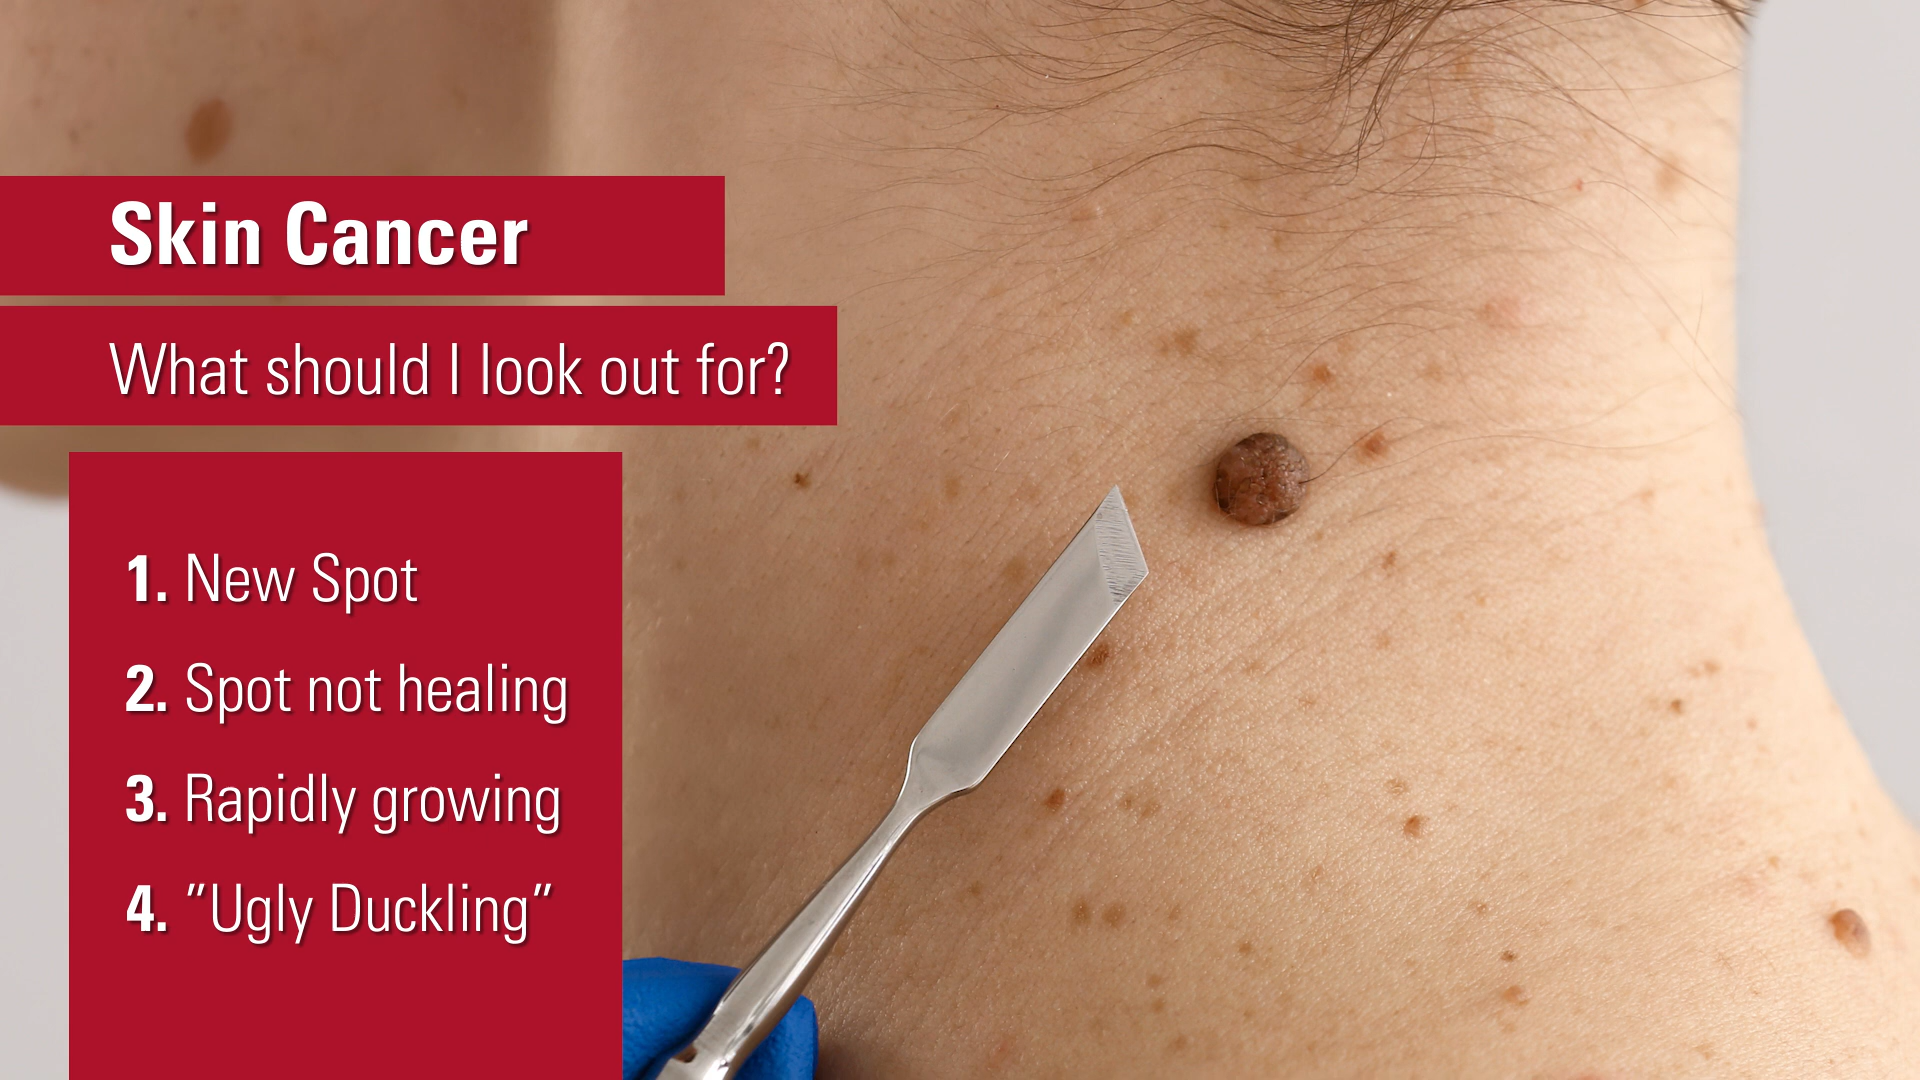 Skin Cancer
What should I look out for?
1. New Spot
2. Spot not healing
3. Rapidly growing
4. ”Ugly Duckling”